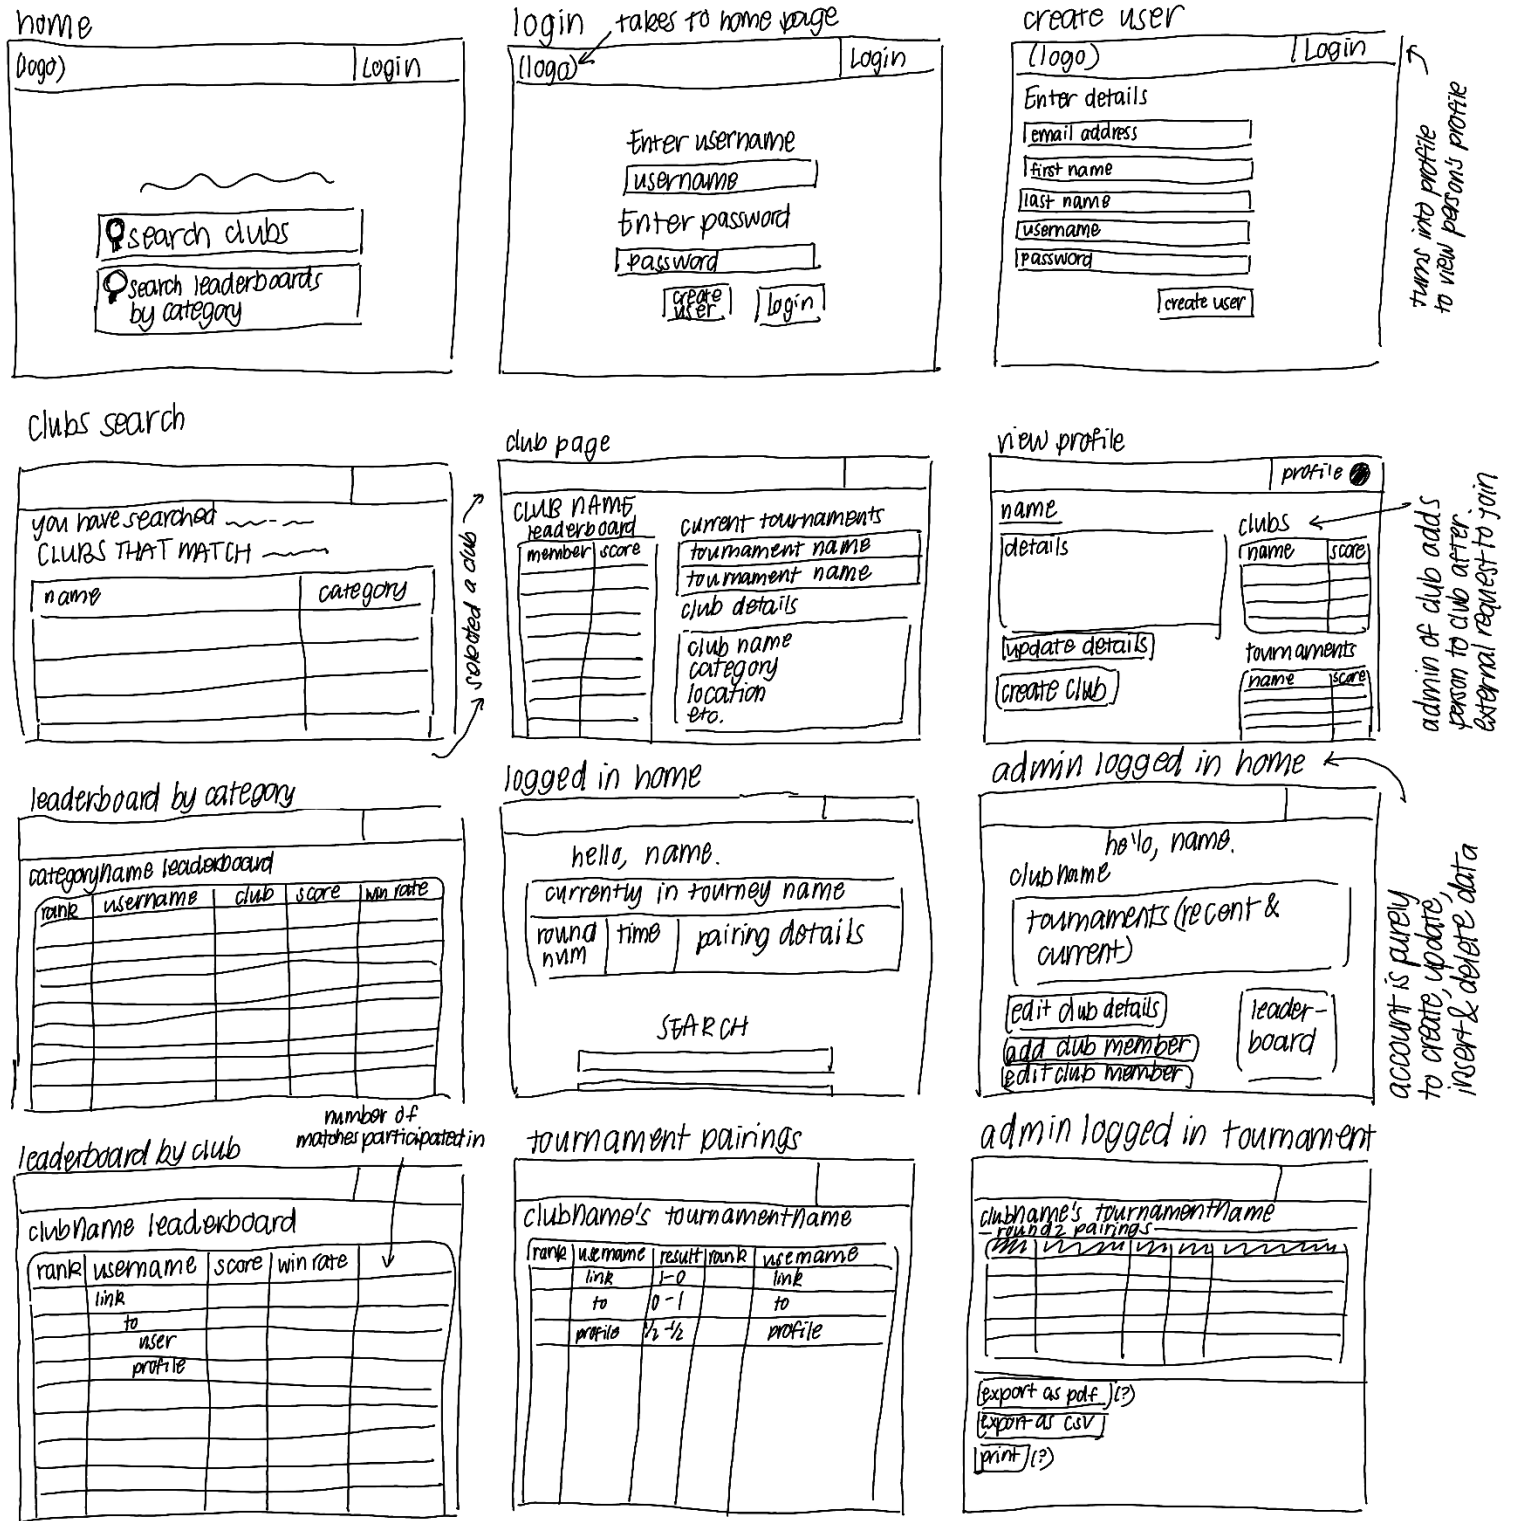 home
(logo)
Login
search clubs
search leaderboards
by category
login
takes to home page
(logo)
Login
Enter username
username
Enter password
password
create
user
Login
create user
(logo)
Login
Enter details
email address
first name
last name
username
password
create user
turns into profile
to view person's profile
clubs search
you have searched
CLUBS THAT MATCH
name
category
selected a club
club page
CLUB NAME
leaderboard
member
score
current tournaments
tournament name
tournament name
club details
club name
category
location
etc.
view profile
profile
name
details
update details
create club
clubs
name
score
tournaments
name
score
admin of club adds
person to club after
external request to join
leaderboard by category
categoryname leaderboard
rank
username
club
score
win rate
logged in home
hello, name.
currently in tourney name
round
num
time
pairing details
SEARCH
admin logged in home
hello, name.
clubname
tournaments (recent &
current)
edit club details
add club member
edit club member
leader-
board
account is purely
to create, update,
insert & delete data
leaderboard by club
number of
matches participated in
clubname leaderboard
rank
username
score
win rate
link
to
user
profile
tournament pairings
clubname's tournamentname
rank username result rank username
link 1-0 link
to 0-1 to
profile 1/2-1/2 profile
admin logged in tournament
clubname's tournamentname
round 2 pairings
export as pdf (?)
export as csv
print (?)